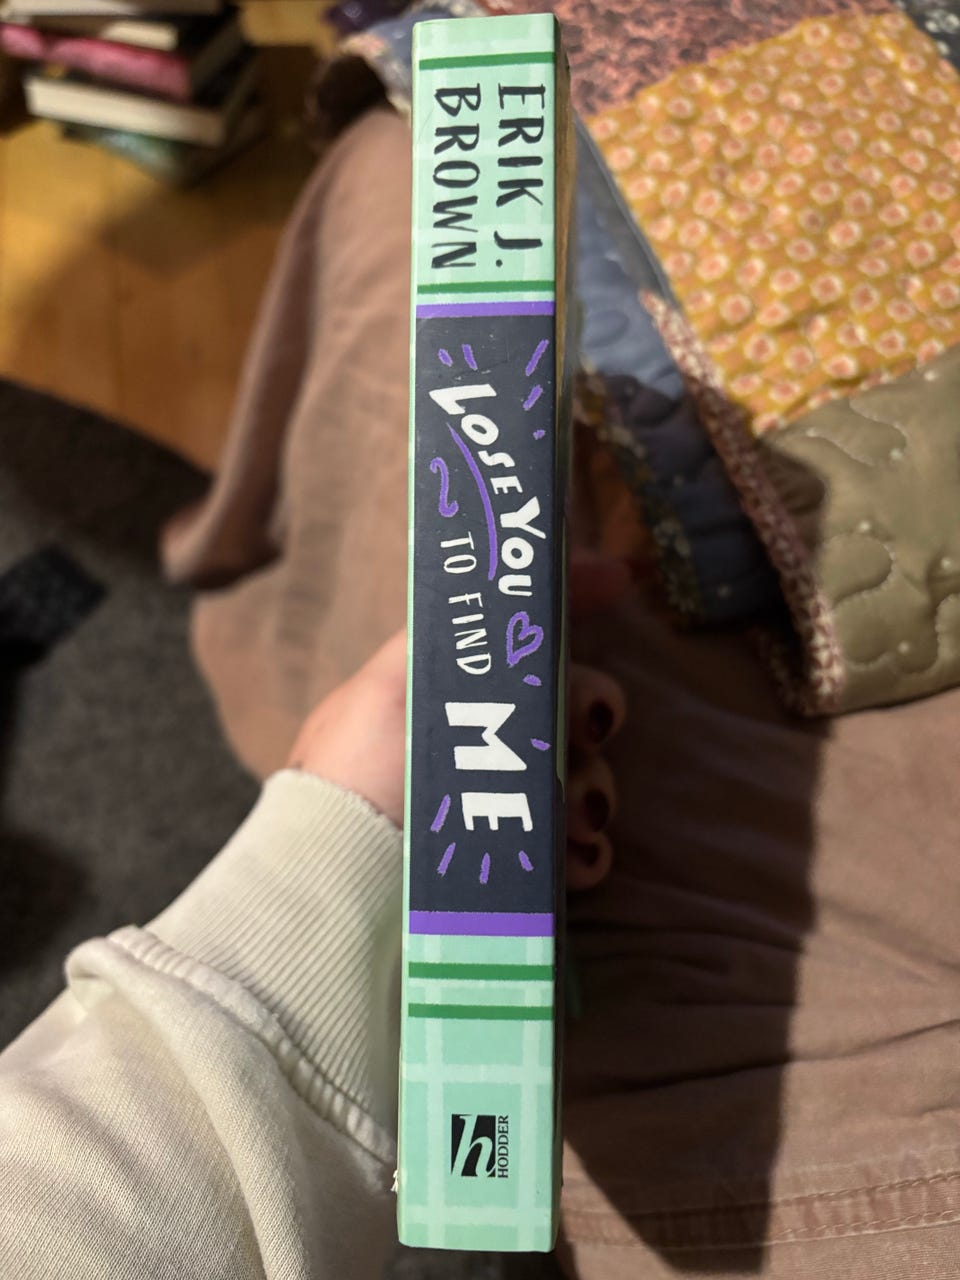 ERIK J.
BROWN
LOSE YOU
TO FIND
ME
h
HODDER